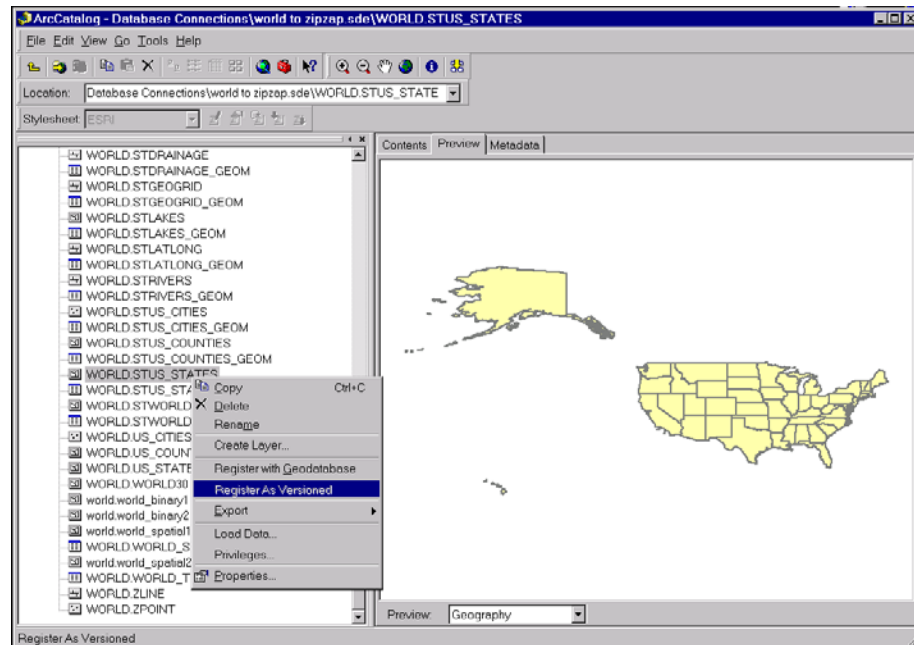 ArcCatalog - Database Connections\world to zipzap.sde\WORLD.STUS_STATES
File Edit View Go Tools Help
Location: Database Connections\world to zipzap.sde\WORLD.STUS_STATE
Stylesheet: ESRI
Contents Preview Metadata
WORLD.STDRAINAGE
WORLD.STDRAINAGE_GEOM
WORLD.STGEOGRID
WORLD.STGEOGRID_GEOM
WORLD.STLAKES
WORLD.STLAKES_GEOM
WORLD.STLATLONG
WORLD.STLATLONG_GEOM
WORLD.STRIVERS
WORLD.STRIVERS_GEOM
WORLD.STUS_CITIES
WORLD.STUS_CITIES_GEOM
WORLD.STUS_COUNTIES
WORLD.STUS_COUNTIES_GEOM
WORLD.STUS_STATES
WORLD.STUS_STA
WORLD.STWORLD
WORLD.STWORLD
WORLD.US_CITIES
WORLD.US_COUN
WORLD.US_STATE
WORLD.WORLD30
world.world_binary1
world.world_binary2
world.world_spatial1
WORLD.WORLD_S
world.world_spatial2
WORLD.WORLD_T
WORLD.ZLINE
WORLD.ZPOINT
Copy Ctrl+C
Delete
Rename
Create Layer...
Register with Geodatabase
Register As Versioned
Export
Load Data...
Privileges...
Properties...
Preview: Geography
Register As Versioned